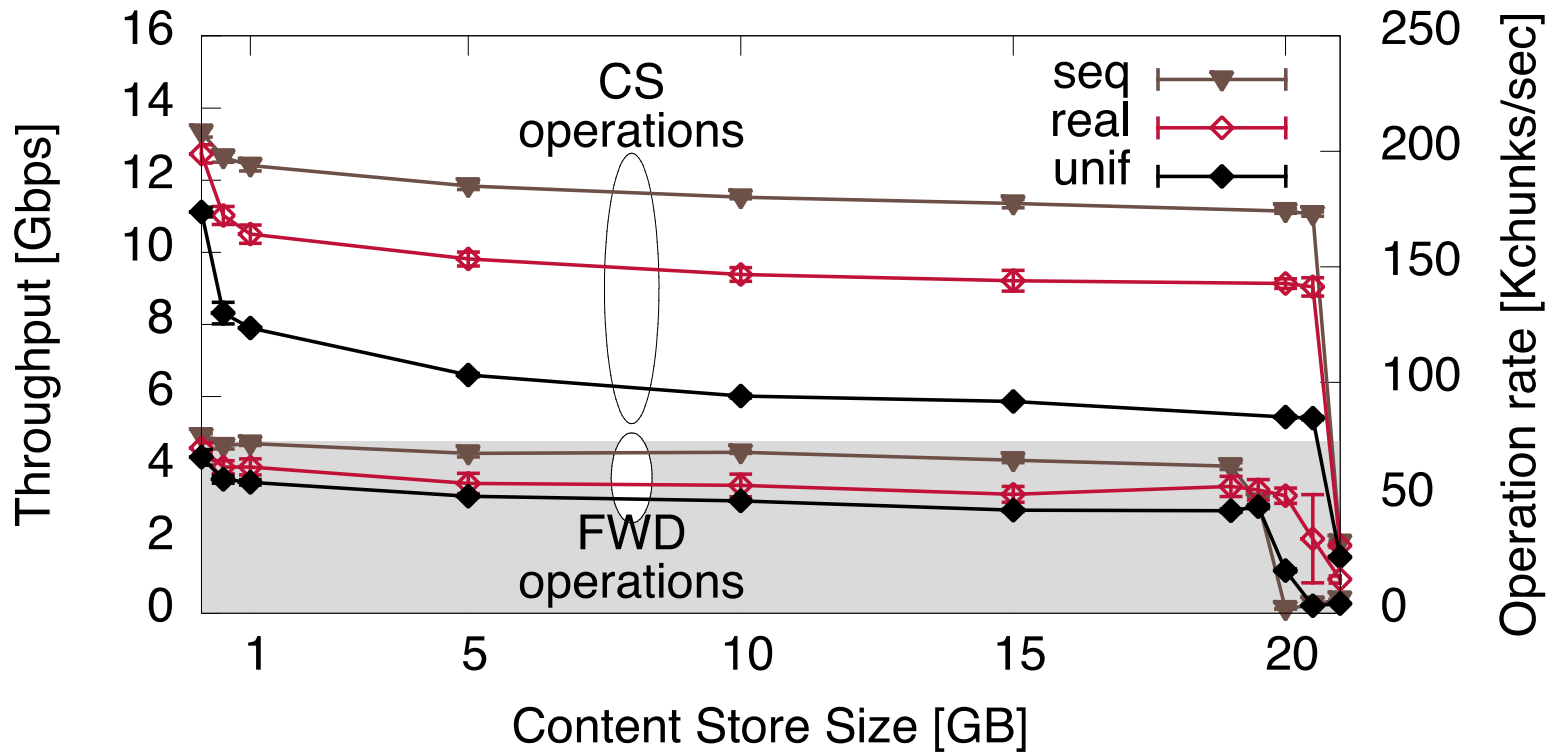 Throughput [Gbps]
16
14
12
10
8
6
4
2
0
CS
operations
FWD
operations
seq
real
unif
250
200
150
100
50
0
Operation rate [Kchunks/sec]
1 5 10 15 20
Content Store Size [GB]